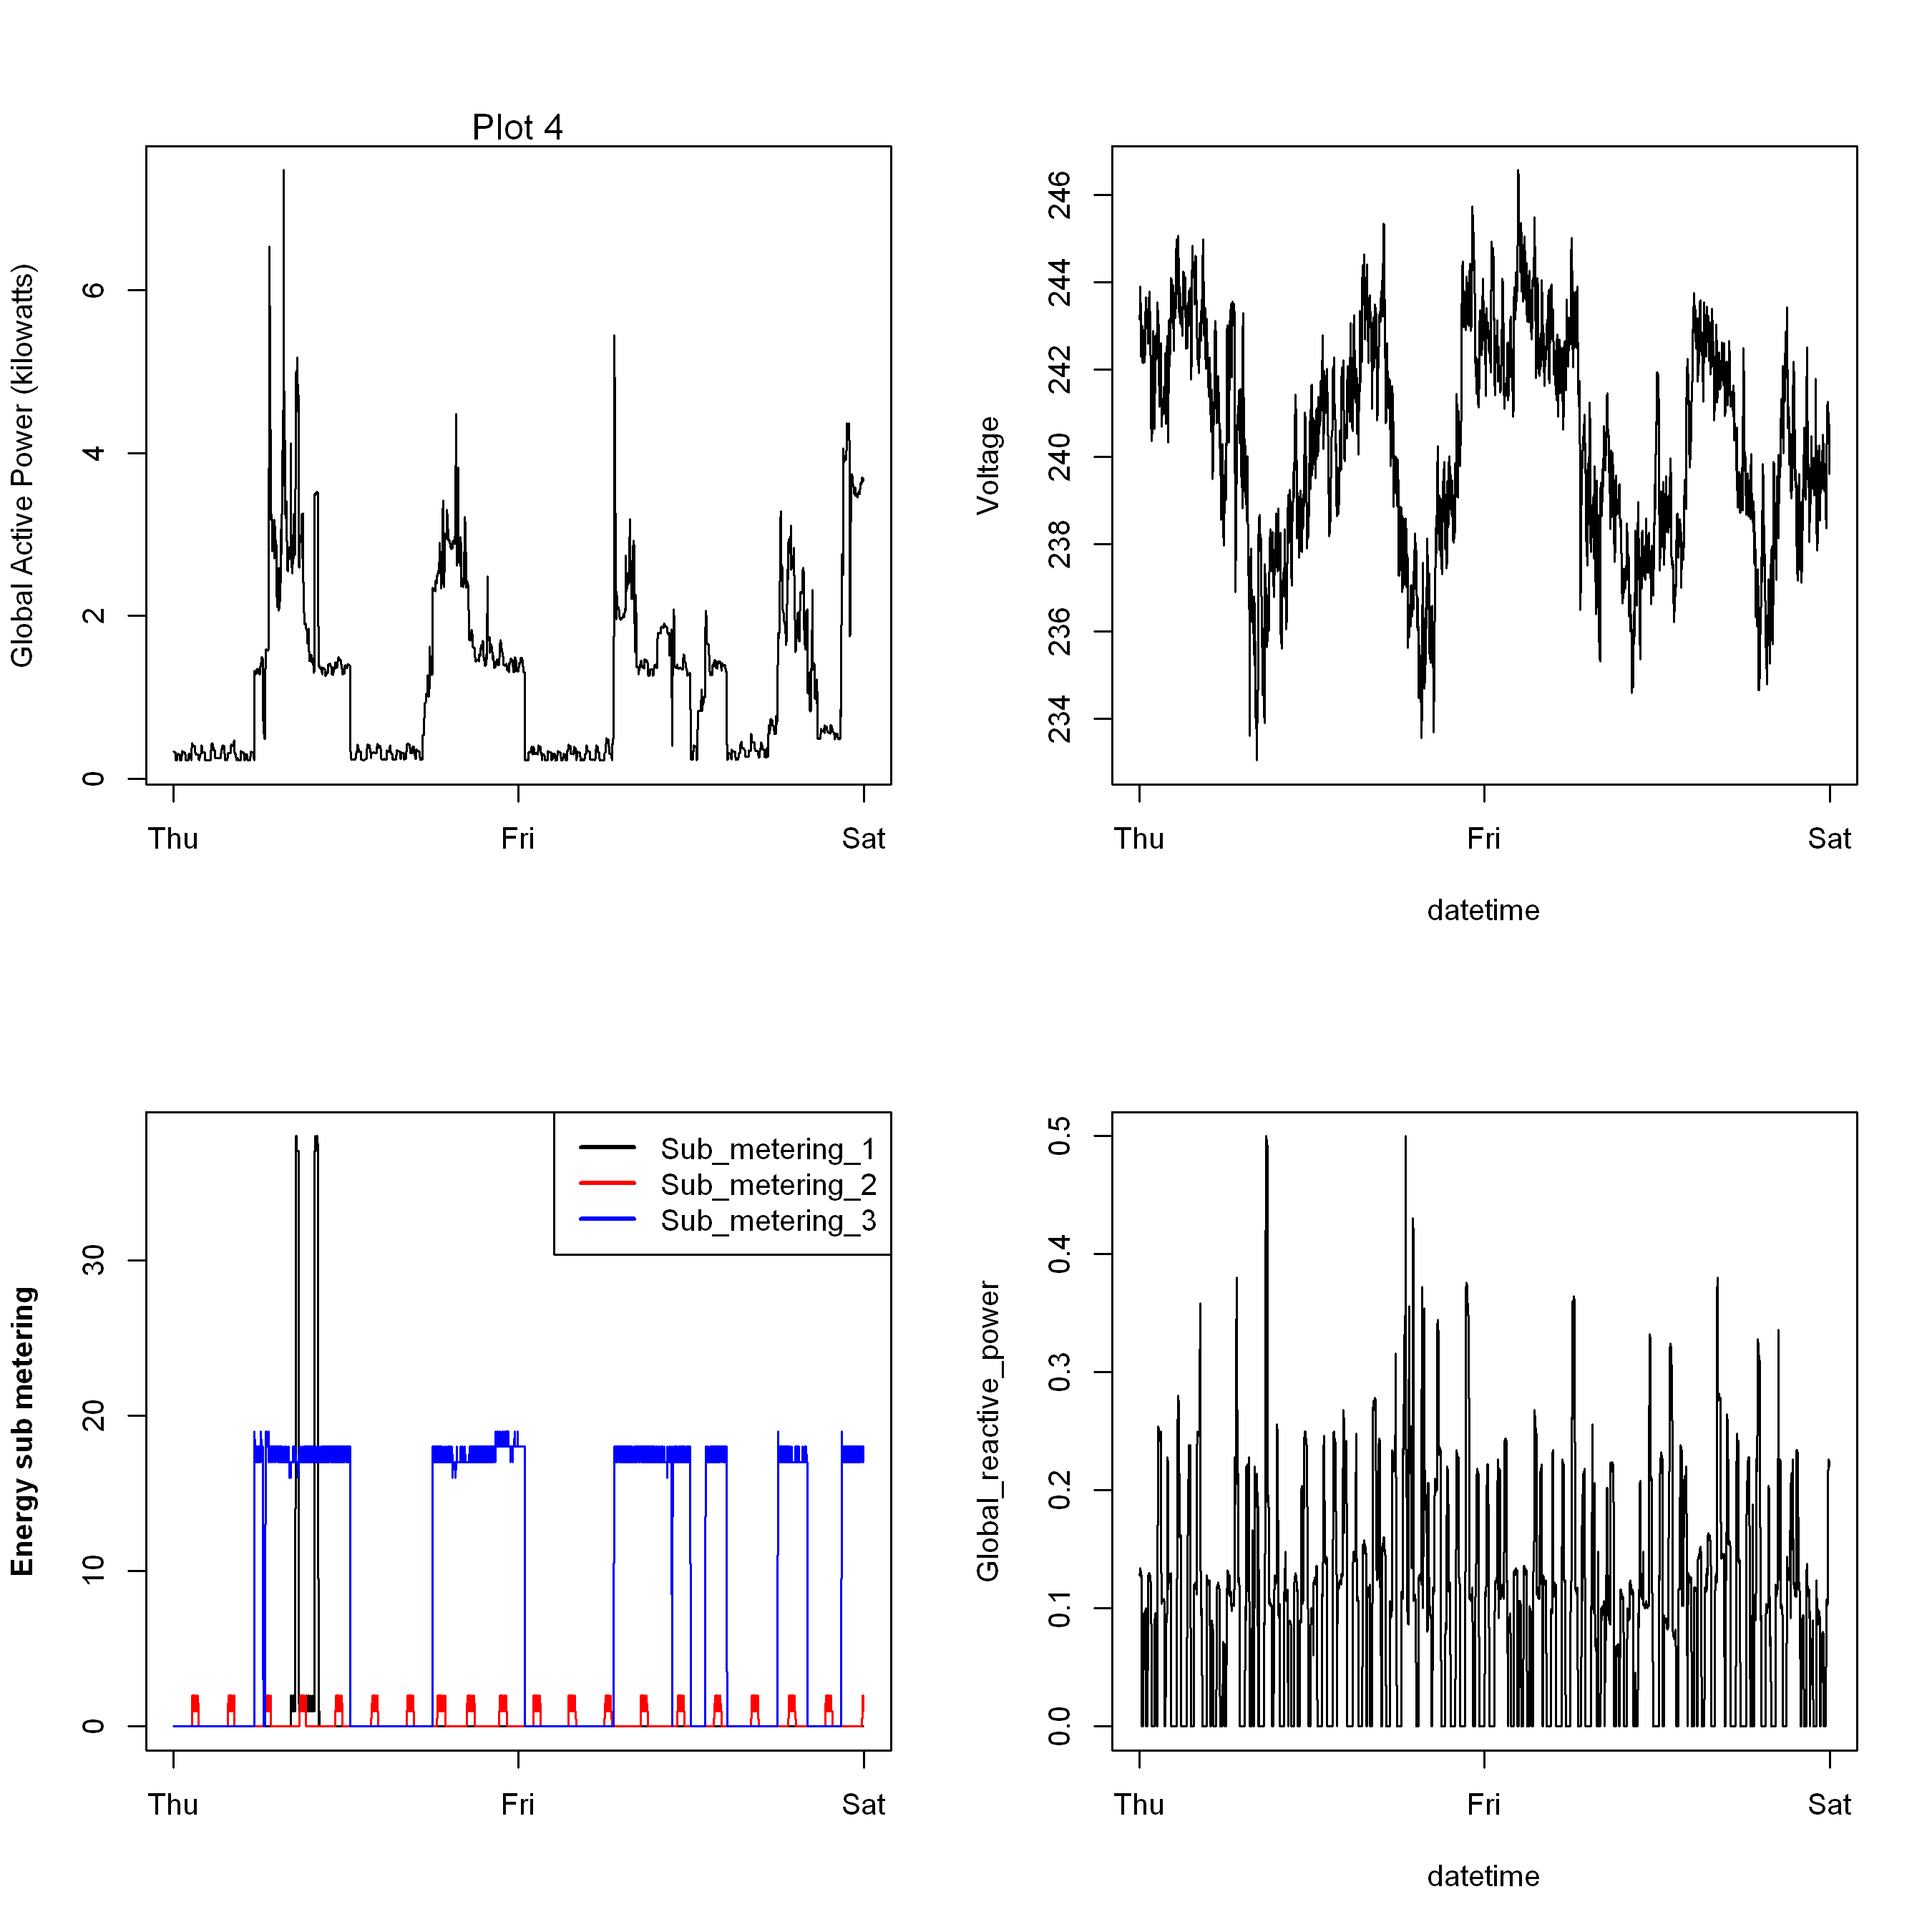 Plot 4
Global Active Power (kilowatts)
6
4
2
0
Thu Fri Sat
Voltage
246
244
242
240
238
236
234
Thu Fri Sat
datetime
Energy sub metering
30
20
10
0
Sub_metering_1
Sub_metering_2
Sub_metering_3
Thu Fri Sat
Global_reactive_power
0.5
0.4
0.3
0.2
0.1
0.0
Thu Fri Sat
datetime